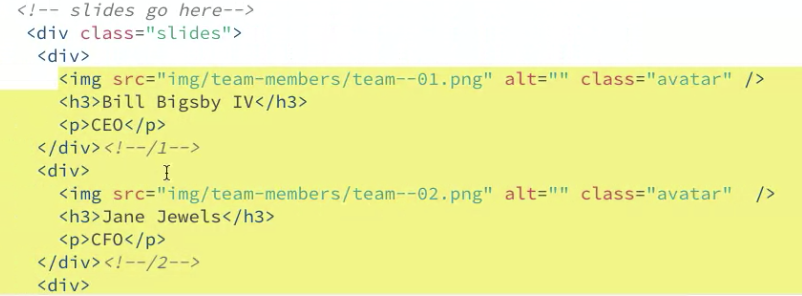 <!-- slides go here-->
<div class="slides">
<div>
<img src="img/team-members/team--01.png" alt="" class="avatar" />
<h3>Bill Bigsby IV</h3>
<p>CEO</p>
</div><!--/1-->
<div>
<img src="img/team-members/team--02.png" alt="" class="avatar"  />
<h3>Jane Jewels</h3>
<p>CFO</p>
</div><!--/2-->
<div>